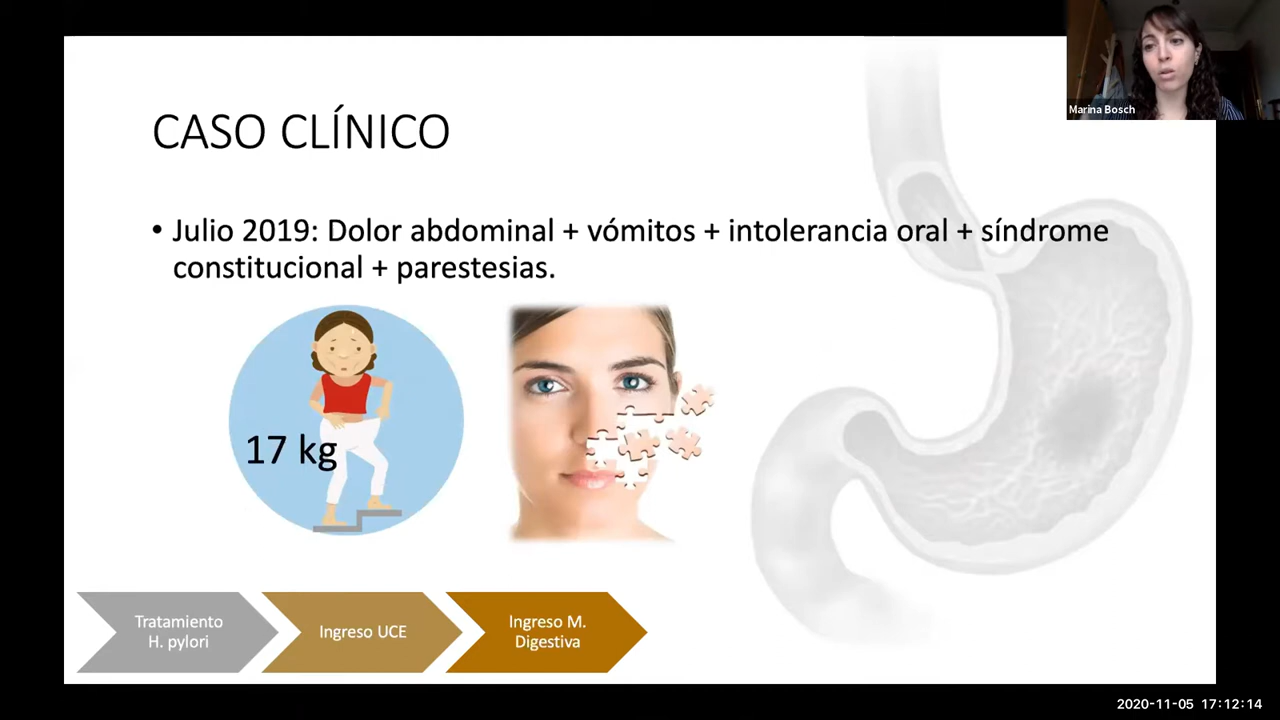 Marina Bosch
CASO CLÍNICO
• Julio 2019: Dolor abdominal + vómitos + intolerancia oral + síndrome
constitucional + parestesias.
17 kg
Tratamiento
H. pylori
Ingreso UCE
Ingreso M.
Digestiva
2020-11-05 17:12:14